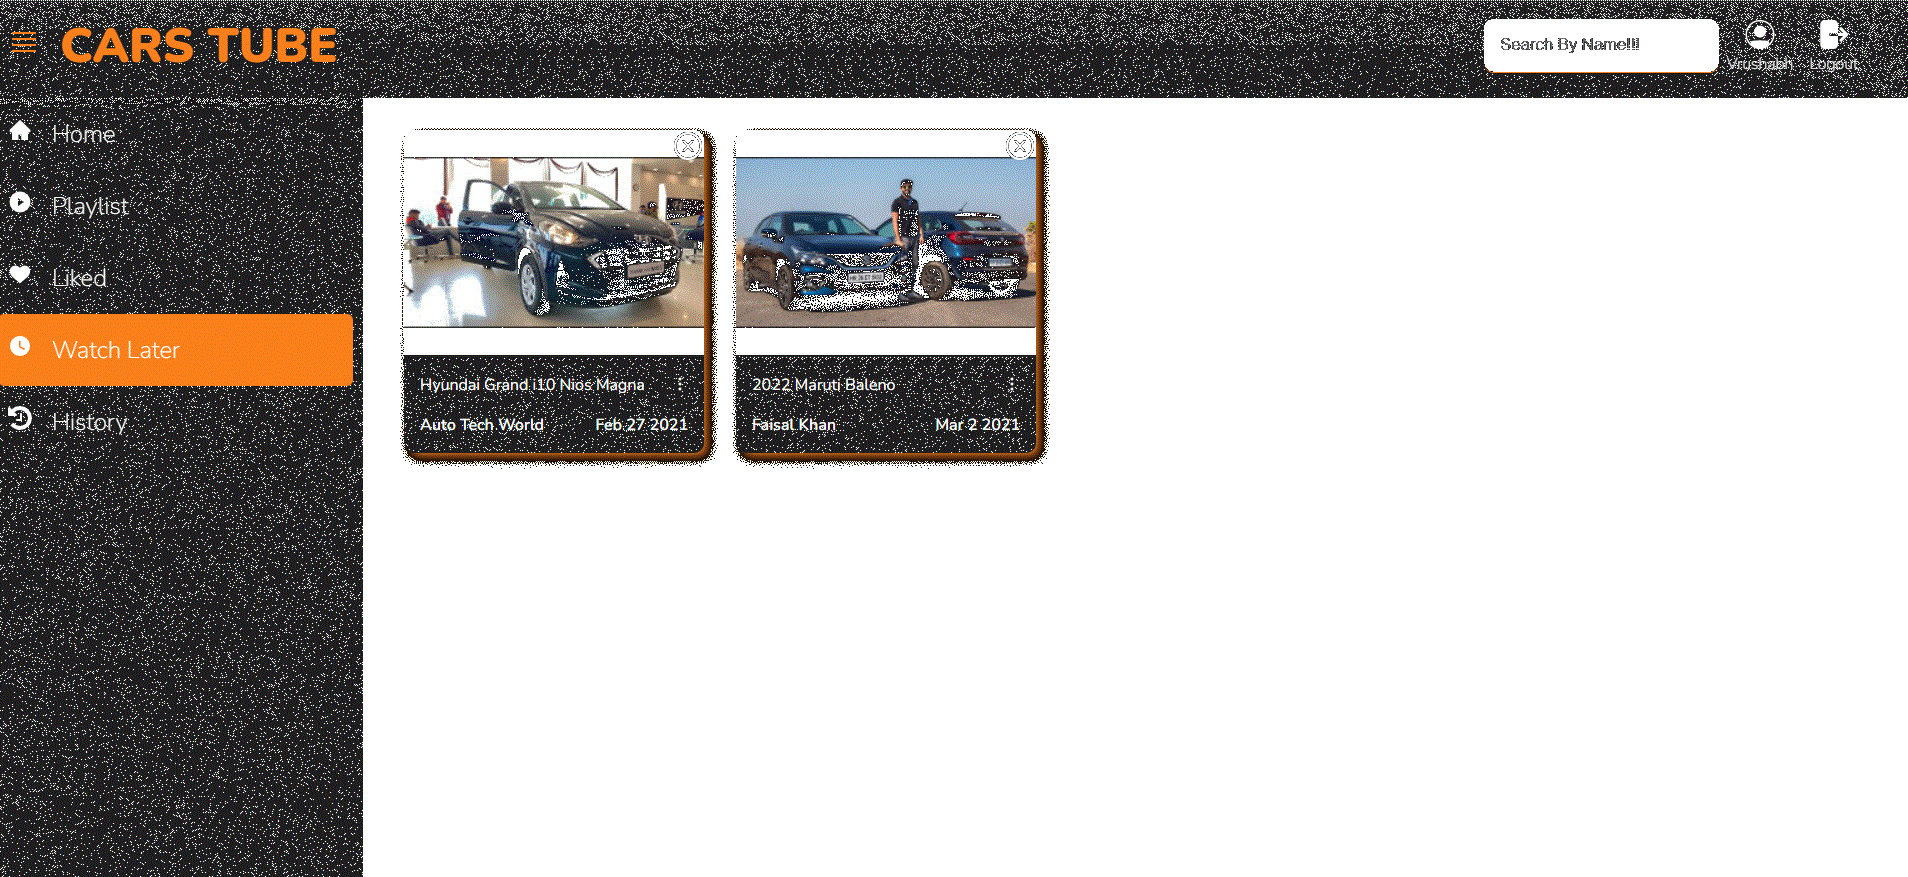 CARS TUBE
Search By Name!!!
Vrushabh
Logout
Home
Playlist
Liked
Watch Later
History
Hyundai Grand i10 Nios Magna
Auto Tech World
Feb 27 2021
2022 Maruti Baleno
Faisal Khan
Mar 2 2021